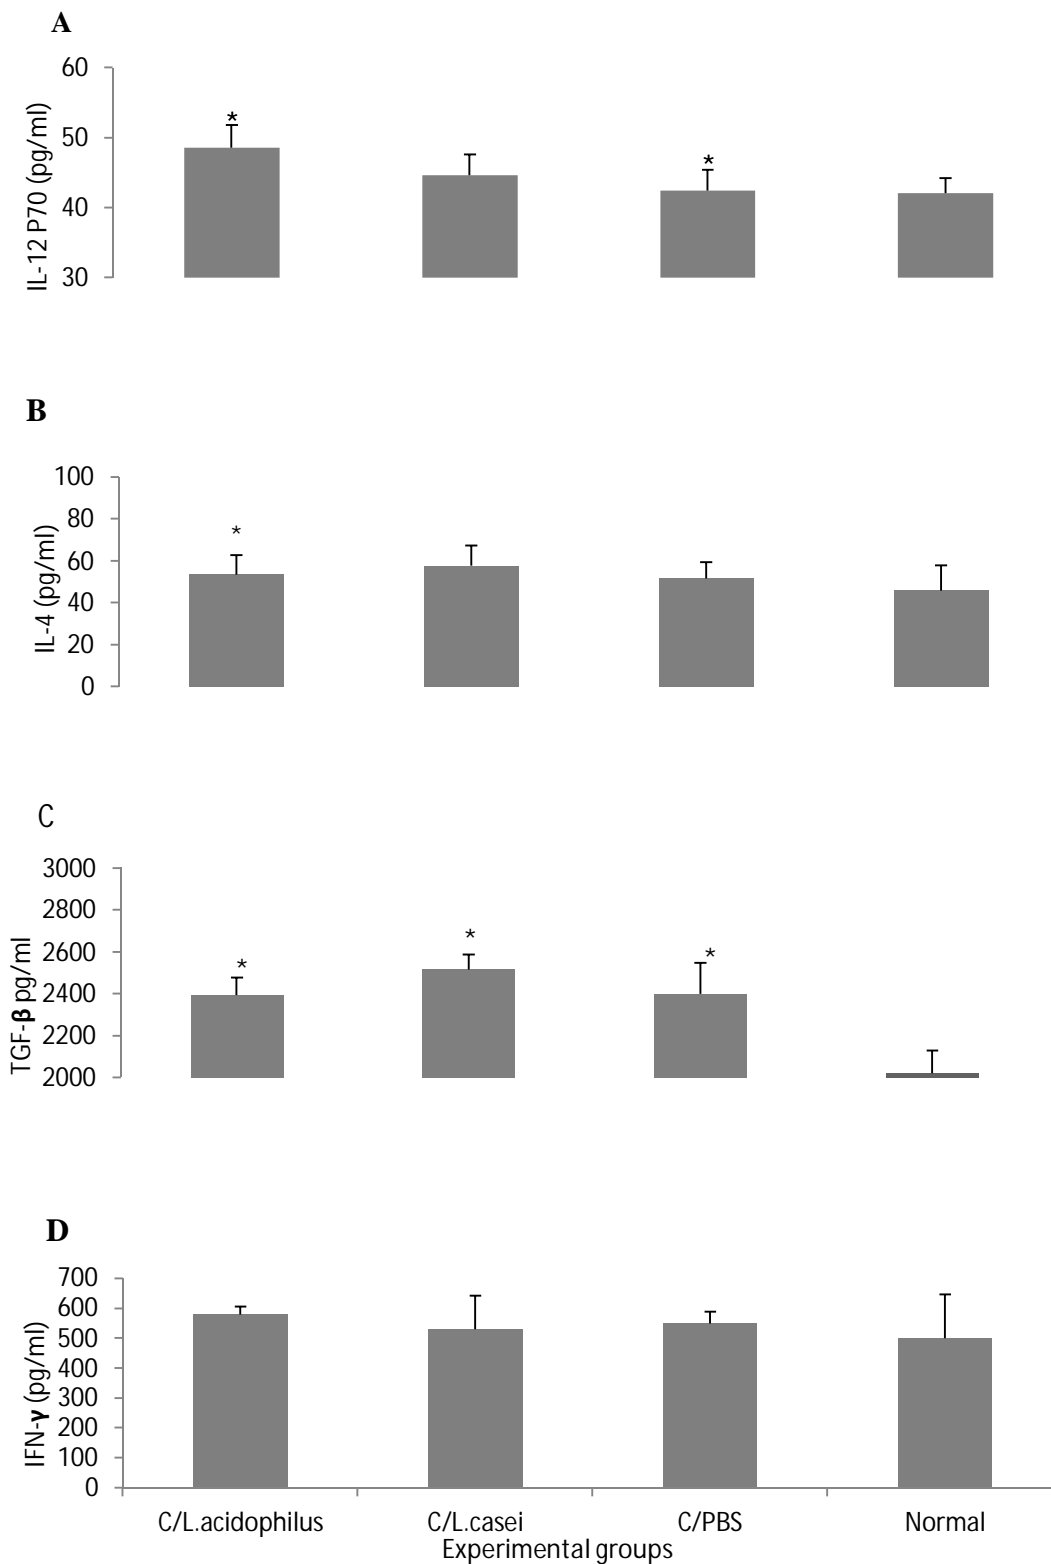 A
60
50
40
30
IL-12 P70 (pg/ml)
* *
B
100
80
60
40
20
0
IL-4 (pg/ml)
*
C
3000
2800
2600
2400
2200
2000
TGF-β pg/ml
* * *
D
700
600
500
400
300
200
100
0
IFN-γ (pg/ml)
C/L.acidophilus C/L.casei C/PBS Normal
Experimental groups